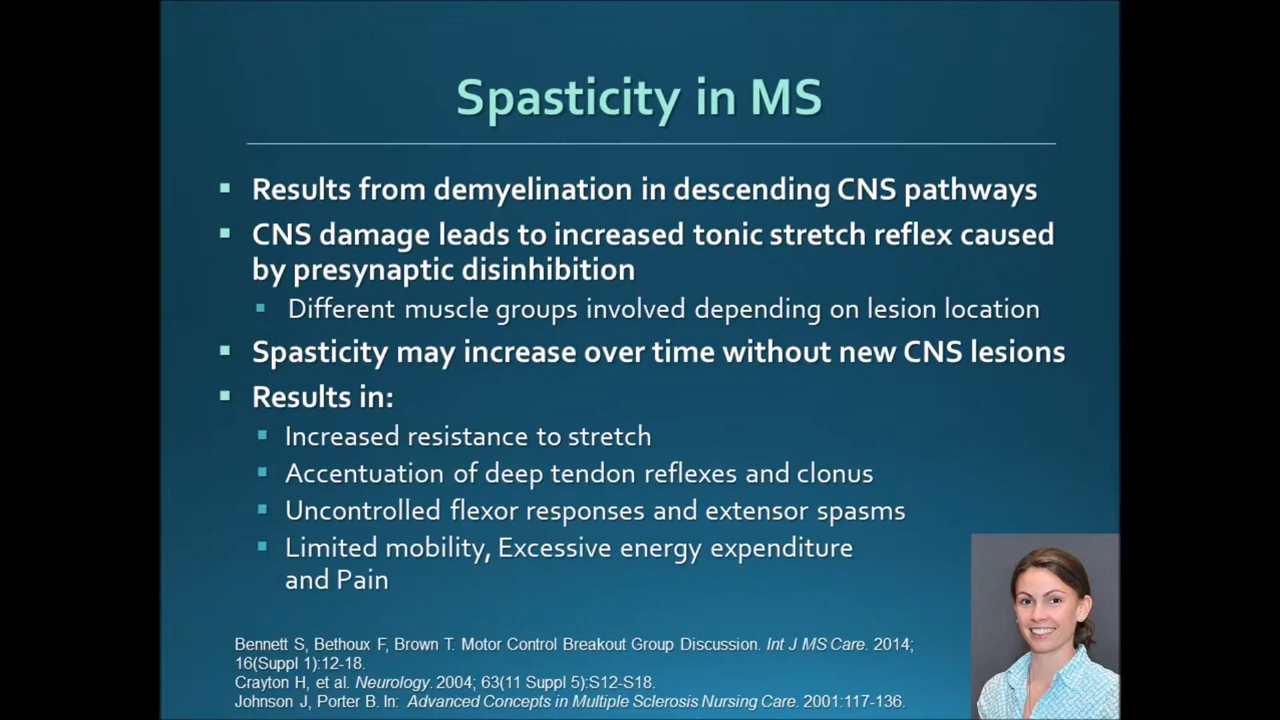 Spasticity in MS
▪ Results from demyelination in descending CNS pathways
▪ CNS damage leads to increased tonic stretch reflex caused
by presynaptic disinhibition
▪ Different muscle groups involved depending on lesion location
▪ Spasticity may increase over time without new CNS lesions
▪ Results in:
▪ Increased resistance to stretch
▪ Accentuation of deep tendon reflexes and clonus
▪ Uncontrolled flexor responses and extensor spasms
▪ Limited mobility, Excessive energy expenditure
and Pain
Bennett S, Bethoux F, Brown T. Motor Control Breakout Group Discussion. Int J MS Care. 2014;
16(Suppl 1):12-18.
Crayton H, et al. Neurology. 2004; 63(11 Suppl 5):S12-S18.
Johnson J, Porter B. In: Advanced Concepts in Multiple Sclerosis Nursing Care. 2001:117-136.